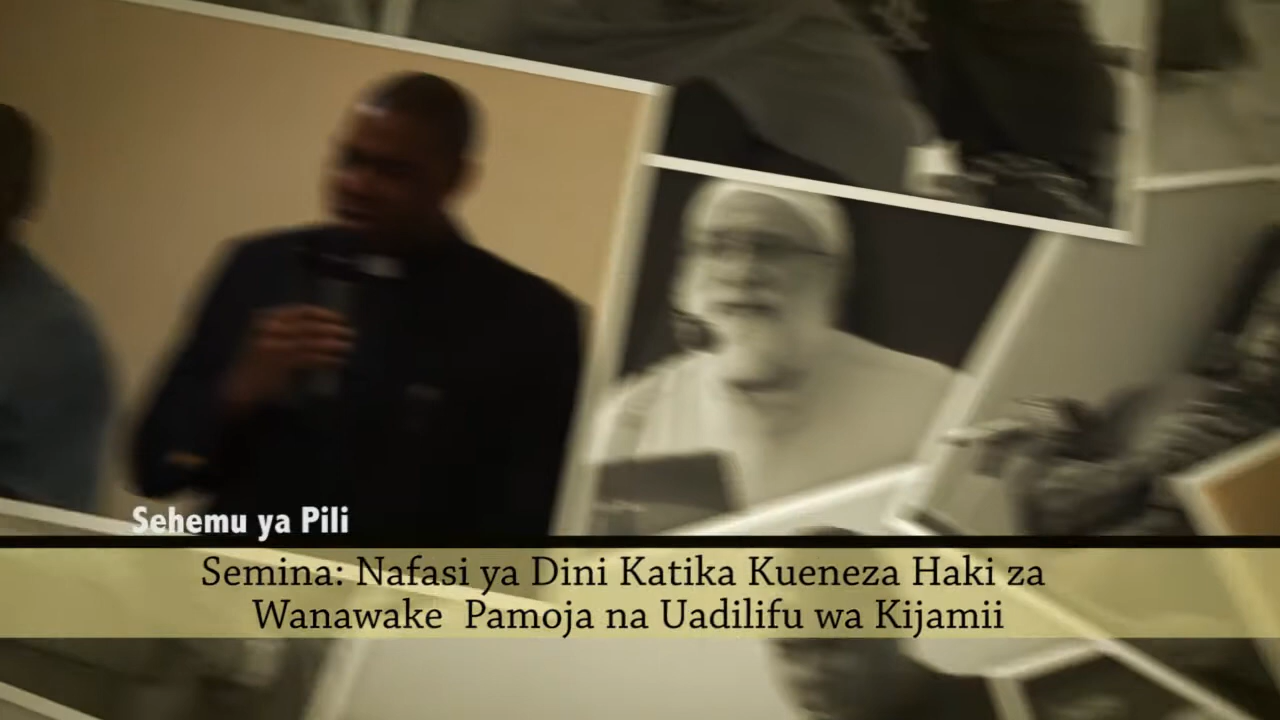 Sehemu ya Pili
Semina: Nafasi ya Dini Katika Kueneza Haki za
Wanawake Pamoja na Uadilifu wa Kijamii